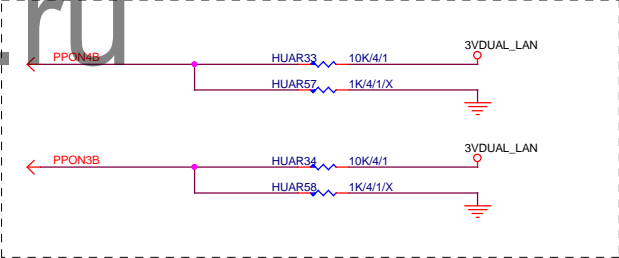 .ru
3VDUAL_LAN
PPON4B HUAR33 10K/4/1
HUAR57 1K/4/1/X
3VDUAL_LAN
PPON3B HUAR34 10K/4/1
HUAR58 1K/4/1/X